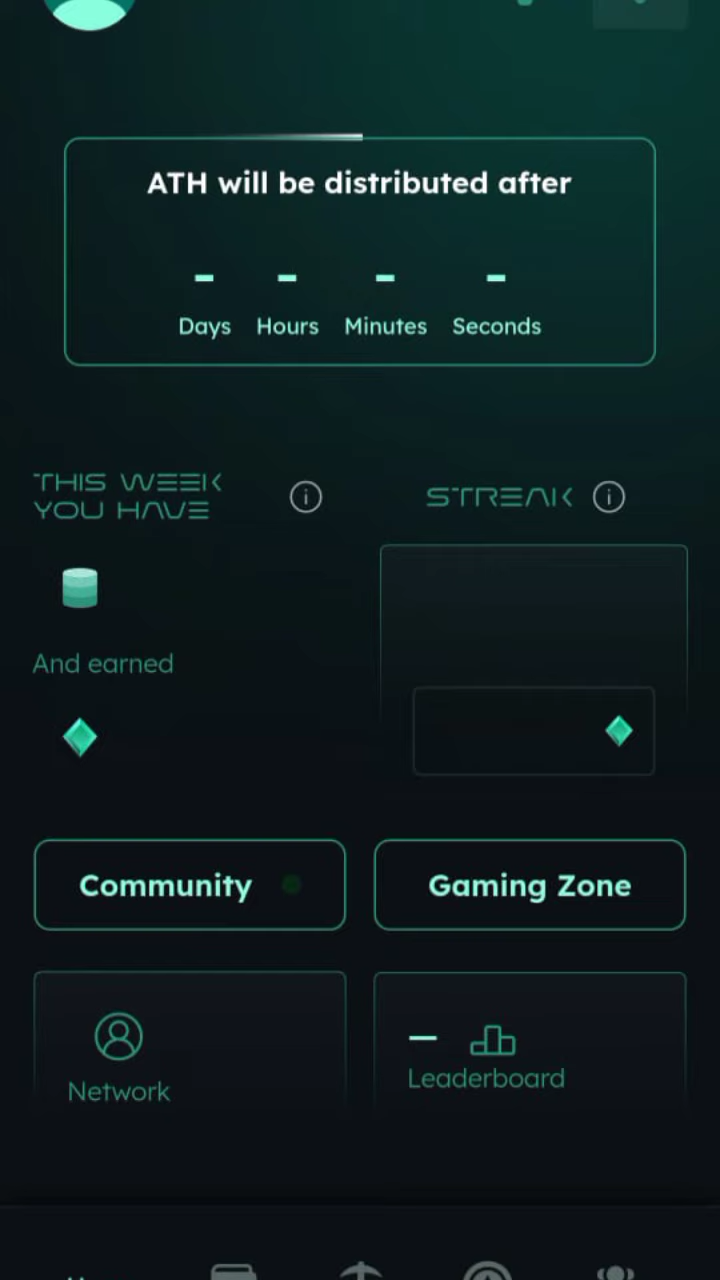 ATH will be distributed after
- - - -
Days Hours Minutes Seconds
THIS WEEK
YOU HAVE
STREAK
And earned
Community
Gaming Zone
Network
Leaderboard